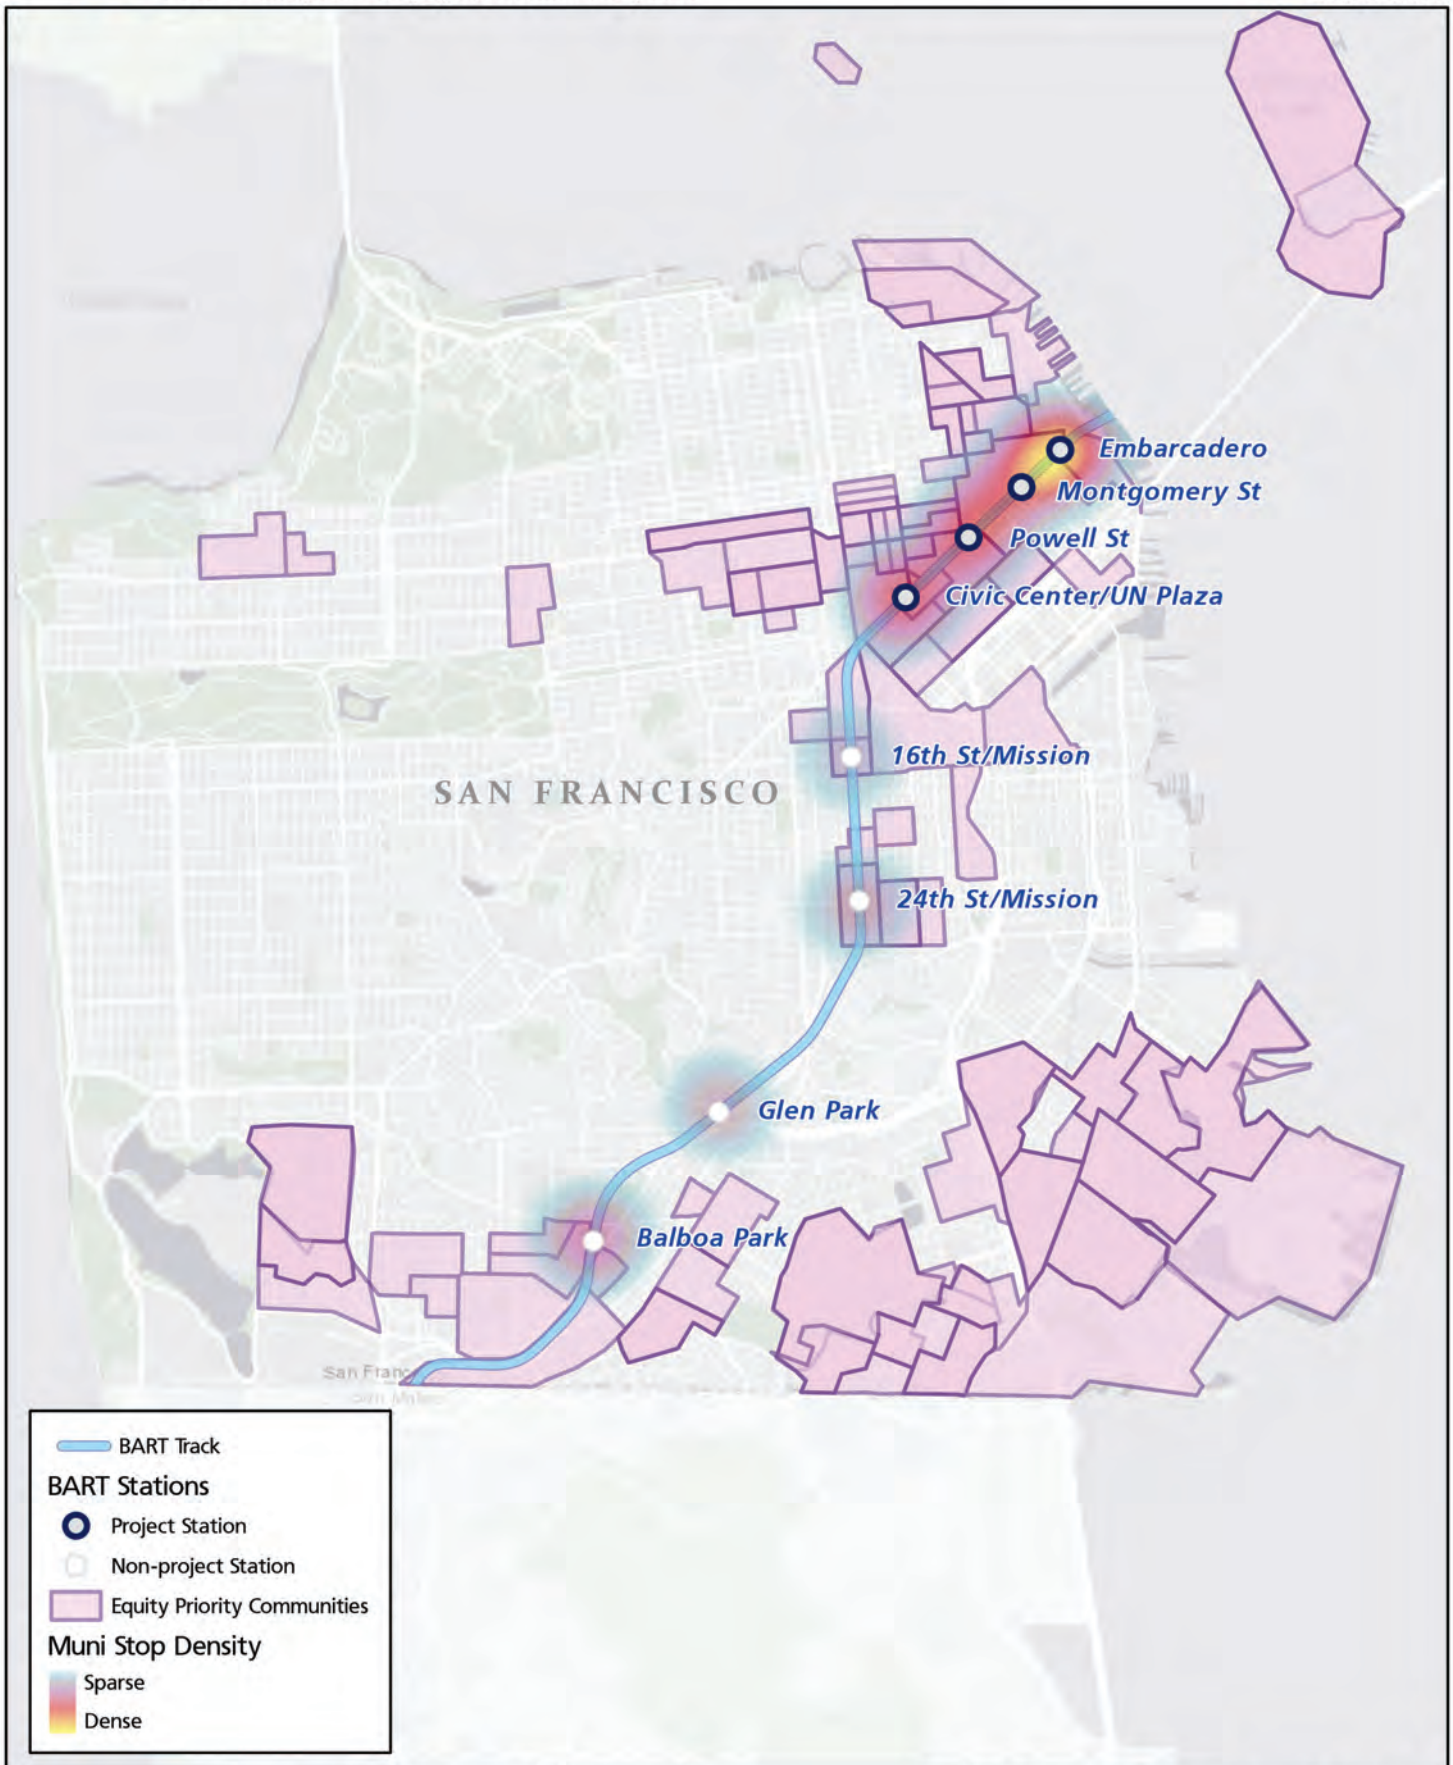 Embarcadero
Montgomery St
Powell St
Civic Center/UN Plaza
16th St/Mission
SAN FRANCISCO
24th St/Mission
Glen Park
Balboa Park
San Franc
BART Track
BART Stations
Project Station
Non-project Station
Equity Priority Communities
Muni Stop Density
Sparse
Dense